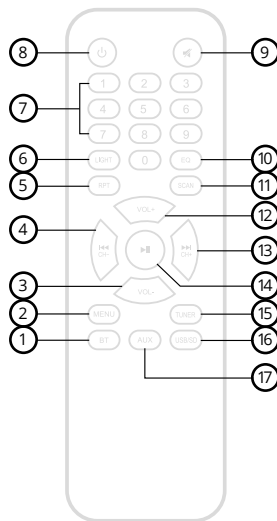 8 9
1 2 3
7
4 5 6
7 8 9
6 LIGHT 0 EQ 10
5 RPT SCAN 11
VOL+ 12
4 CH- CH+ 13
3 VOL- 14
2 MENU TUNER 15
1 BT AUX USB/SD 16
17